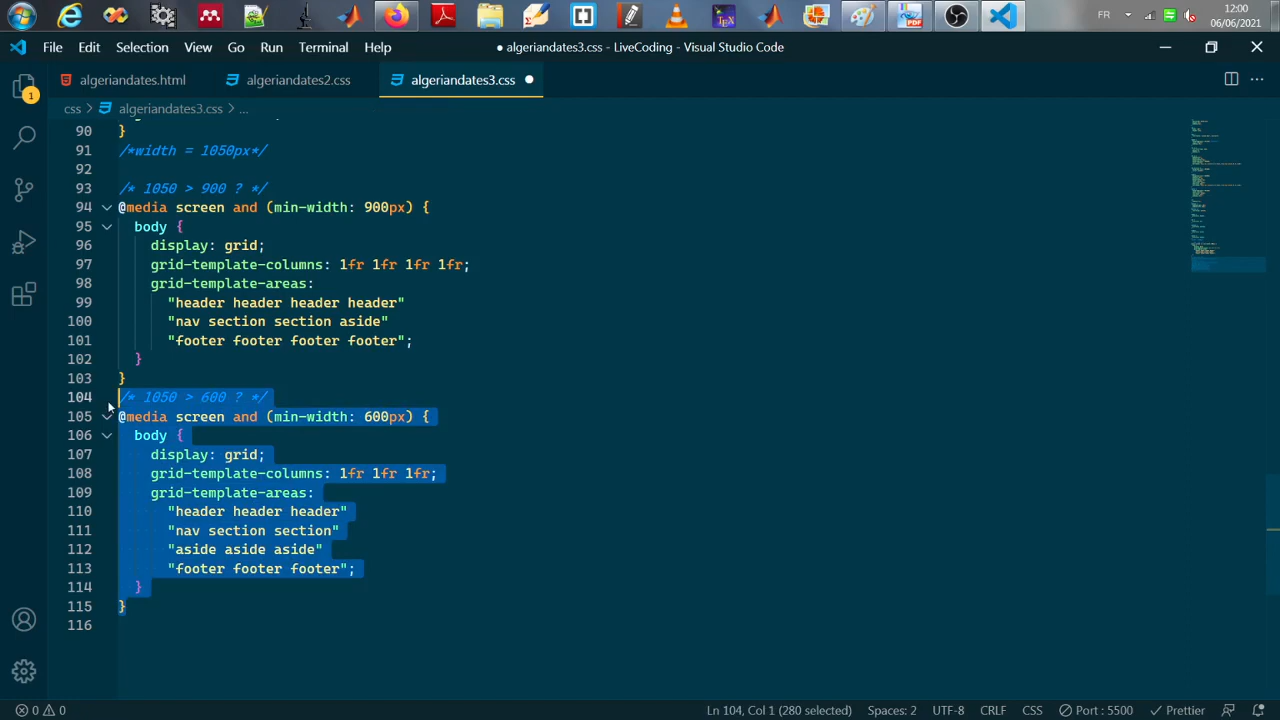 FR
12:00
06/06/2021
File Edit Selection View Go Run Terminal Help
● algeriandates3.css - LiveCoding - Visual Studio Code
algeriandates.html
algeriandates2.css
algeriandates3.css
1
css > algeriandates3.css > ...
90 }
91 /*width = 1050px*/
92
93 /* 1050 > 900 ? */
94 @media screen and (min-width: 900px) {
95 body {
96 display: grid;
97 grid-template-columns: 1fr 1fr 1fr 1fr;
98 grid-template-areas:
99 "header header header header"
100 "nav section section aside"
101 "footer footer footer footer";
102 }
103 }
104 /* 1050 > 600 ? */
105 @media screen and (min-width: 600px) {
106 body {
107 display: grid;
108 grid-template-columns: 1fr 1fr 1fr;
109 grid-template-areas:
110 "header header header"
111 "nav section section"
112 "aside aside aside"
113 "footer footer footer";
114 }
115 }
116
0 0 Ln 104, Col 1 (280 selected) Spaces: 2 UTF-8 CRLF CSS Port : 5500 Prettier